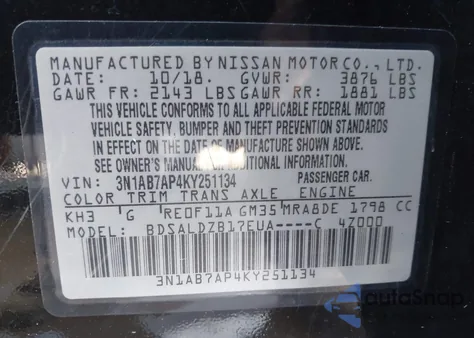 MANUFACTURED BY NISSAN MOTOR CO., LTD.
DATE: 10/18. GVWR: 3876 LBS
GAWR FR: 2143 LBS GAWR RR: 1881 LBS
THIS VEHICLE CONFORMS TO ALL APPLICABLE FEDERAL MOTOR
VEHICLE SAFETY, BUMPER AND THEFT PREVENTION STANDARDS
IN EFFECT ON THE DATE OF MANUFACTURE SHOWN ABOVE.
SEE OWNER'S MANUAL FOR ADDITIONAL INFORMATION
VIN: 3N1AB7AP4KY251134 PASSENGER CAR.
COLOR TRIM TRANS AXLE ENGINE
KH3 G RE0F11A GM35 MRA8DE 1798 CC
MODEL: BDSALDZB17EUA----C 4Z000
3N1AB7AP4KY251134
autoSnap